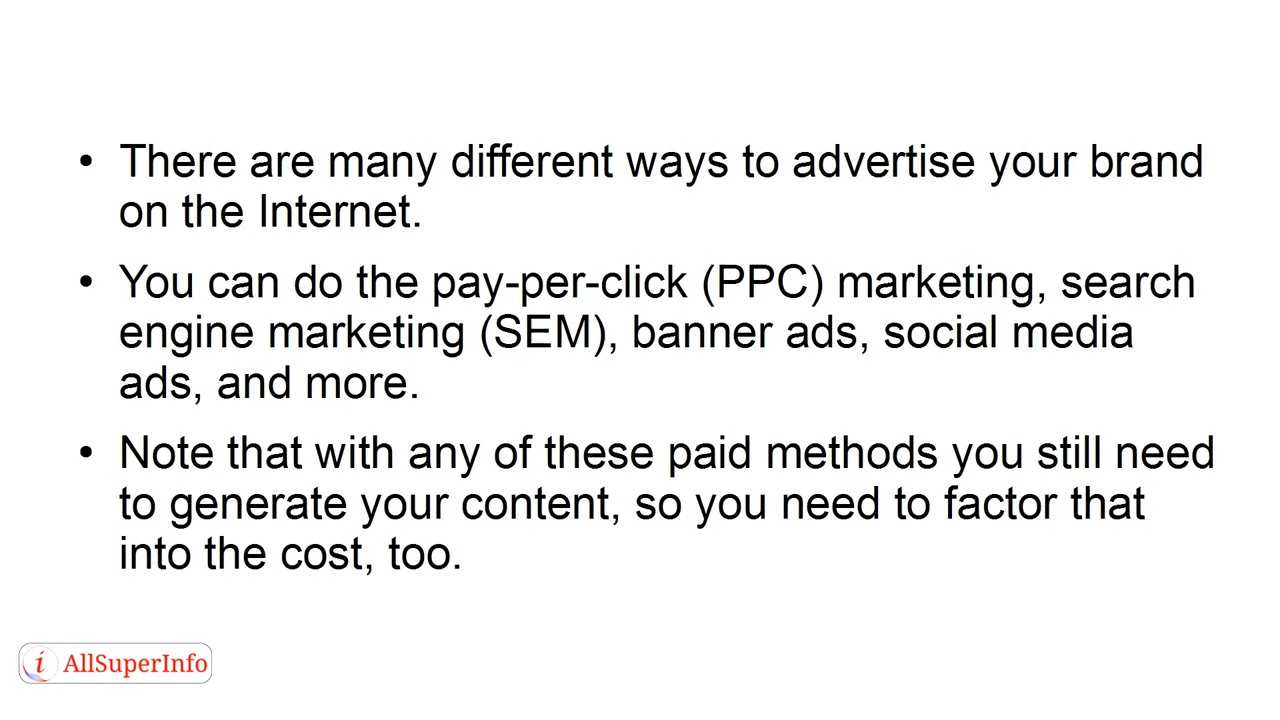 • There are many different ways to advertise your brand
on the Internet.
• You can do the pay-per-click (PPC) marketing, search
engine marketing (SEM), banner ads, social media
ads, and more.
• Note that with any of these paid methods you still need
to generate your content, so you need to factor that
into the cost, too.
i AllSuperInfo